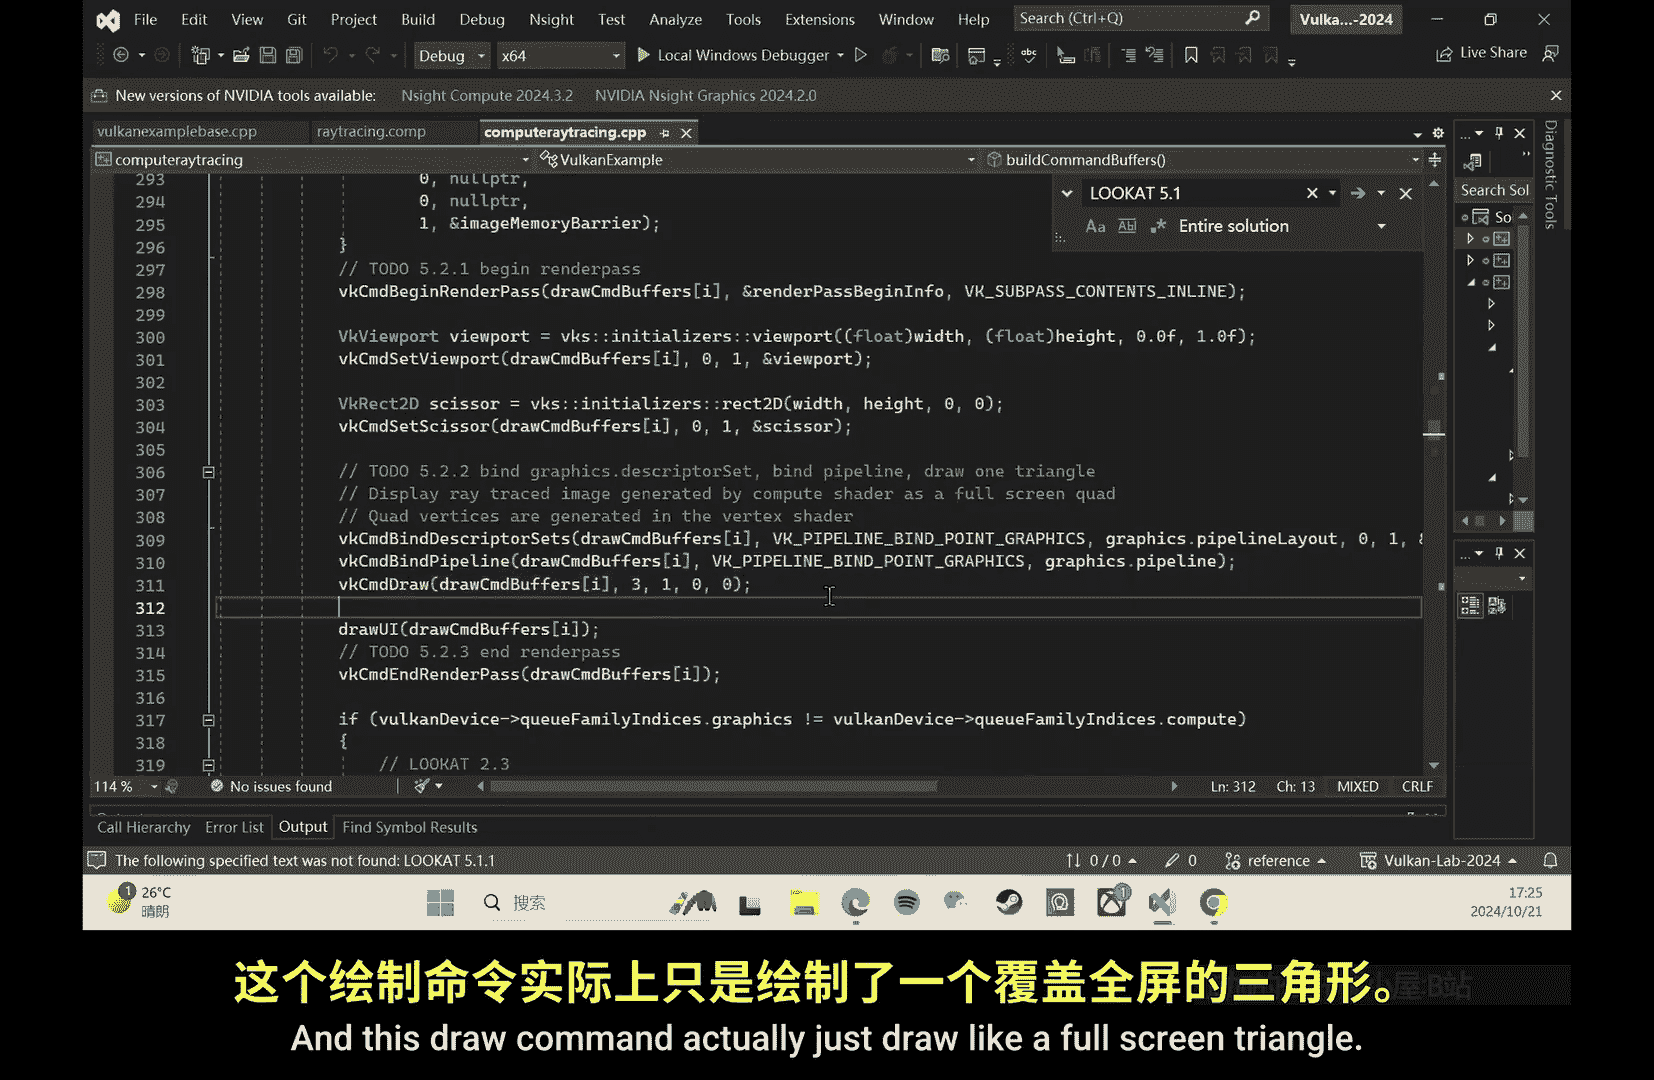 File Edit View Git Project Build Debug Nsight Test Analyze Tools Extensions Window Help Search (Ctrl+Q) Vulka...-2024
Debug x64 Local Windows Debugger Live Share
New versions of NVIDIA tools available: Nsight Compute 2024.3.2 NVIDIA Nsight Graphics 2024.2.0
vulkanexamplebase.cpp raytracing.comp computeraytracing.cpp
computeraytracing VulkanExample buildCommandBuffers()
Diagnostic Tools
LOOKAT 5.1
Aa Abl .* Entire solution
Search Sol
So
293 0, nullptr,
294 0, nullptr,
295 1, &imageMemoryBarrier);
296 }
297 // TODO 5.2.1 begin renderpass
298 vkCmdBeginRenderPass(drawCmdBuffers[i], &renderPassBeginInfo, VK_SUBPASS_CONTENTS_INLINE);
299
300 VkViewport viewport = vks::initializers::viewport((float)width, (float)height, 0.0f, 1.0f);
301 vkCmdSetViewport(drawCmdBuffers[i], 0, 1, &viewport);
302
303 VkRect2D scissor = vks::initializers::rect2D(width, height, 0, 0);
304 vkCmdSetScissor(drawCmdBuffers[i], 0, 1, &scissor);
305
306 // TODO 5.2.2 bind graphics.descriptorSet, bind pipeline, draw one triangle
307 // Display ray traced image generated by compute shader as a full screen quad
308 // Quad vertices are generated in the vertex shader
309 vkCmdBindDescriptorSets(drawCmdBuffers[i], VK_PIPELINE_BIND_POINT_GRAPHICS, graphics.pipelineLayout, 0, 1, &
310 vkCmdBindPipeline(drawCmdBuffers[i], VK_PIPELINE_BIND_POINT_GRAPHICS, graphics.pipeline);
311 vkCmdDraw(drawCmdBuffers[i], 3, 1, 0, 0);
312
313 drawUI(drawCmdBuffers[i]);
314 // TODO 5.2.3 end renderpass
315 vkCmdEndRenderPass(drawCmdBuffers[i]);
316
317 if (vulkanDevice->queueFamilyIndices.graphics != vulkanDevice->queueFamilyIndices.compute)
318 {
319 // LOOKAT 2.3
114 % No issues found Ln: 312 Ch: 13 MIXED CRLF
Call Hierarchy Error List Output Find Symbol Results
The following specified text was not found: LOOKAT 5.1.1 0 / 0 0 reference Vulkan-Lab-2024
1 26°C 晴朗 搜索 1 17:25
2024/10/21
这个绘制命令实际上只是绘制了一个覆盖全屏的三角形。
And this draw command actually just draw like a full screen triangle.